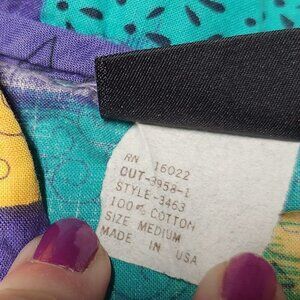 RN 16022
CUT-3958-1
STYLE-3463
100% COTTON
SIZE MEDIUM
MADE IN USA